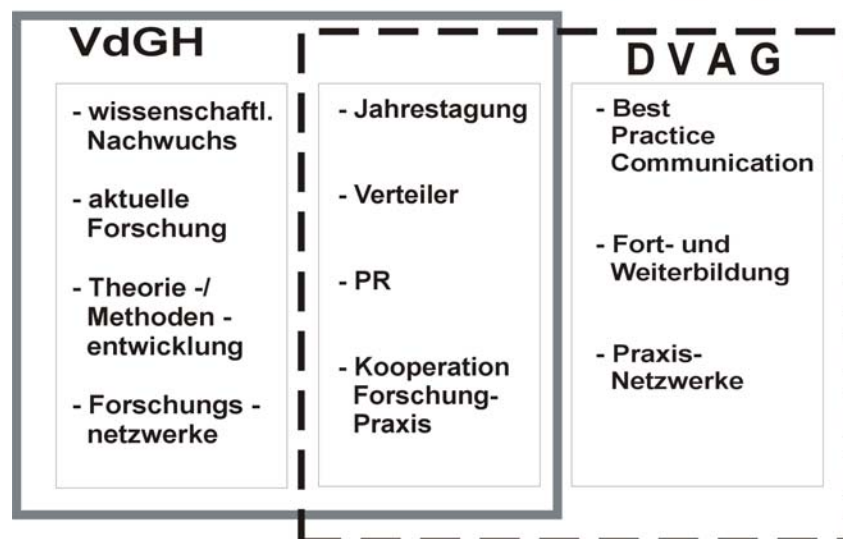 VdGH
- wissenschaftl.
Nachwuchs
- aktuelle
Forschung
- Theorie -/
Methoden -
entwicklung
- Forschungs -
netzwerke
- Jahrestagung
- Verteiler
- PR
- Kooperation
Forschung-
Praxis
D V A G
- Best
Practice
Communication
- Fort- und
Weiterbildung
- Praxis-
Netzwerke